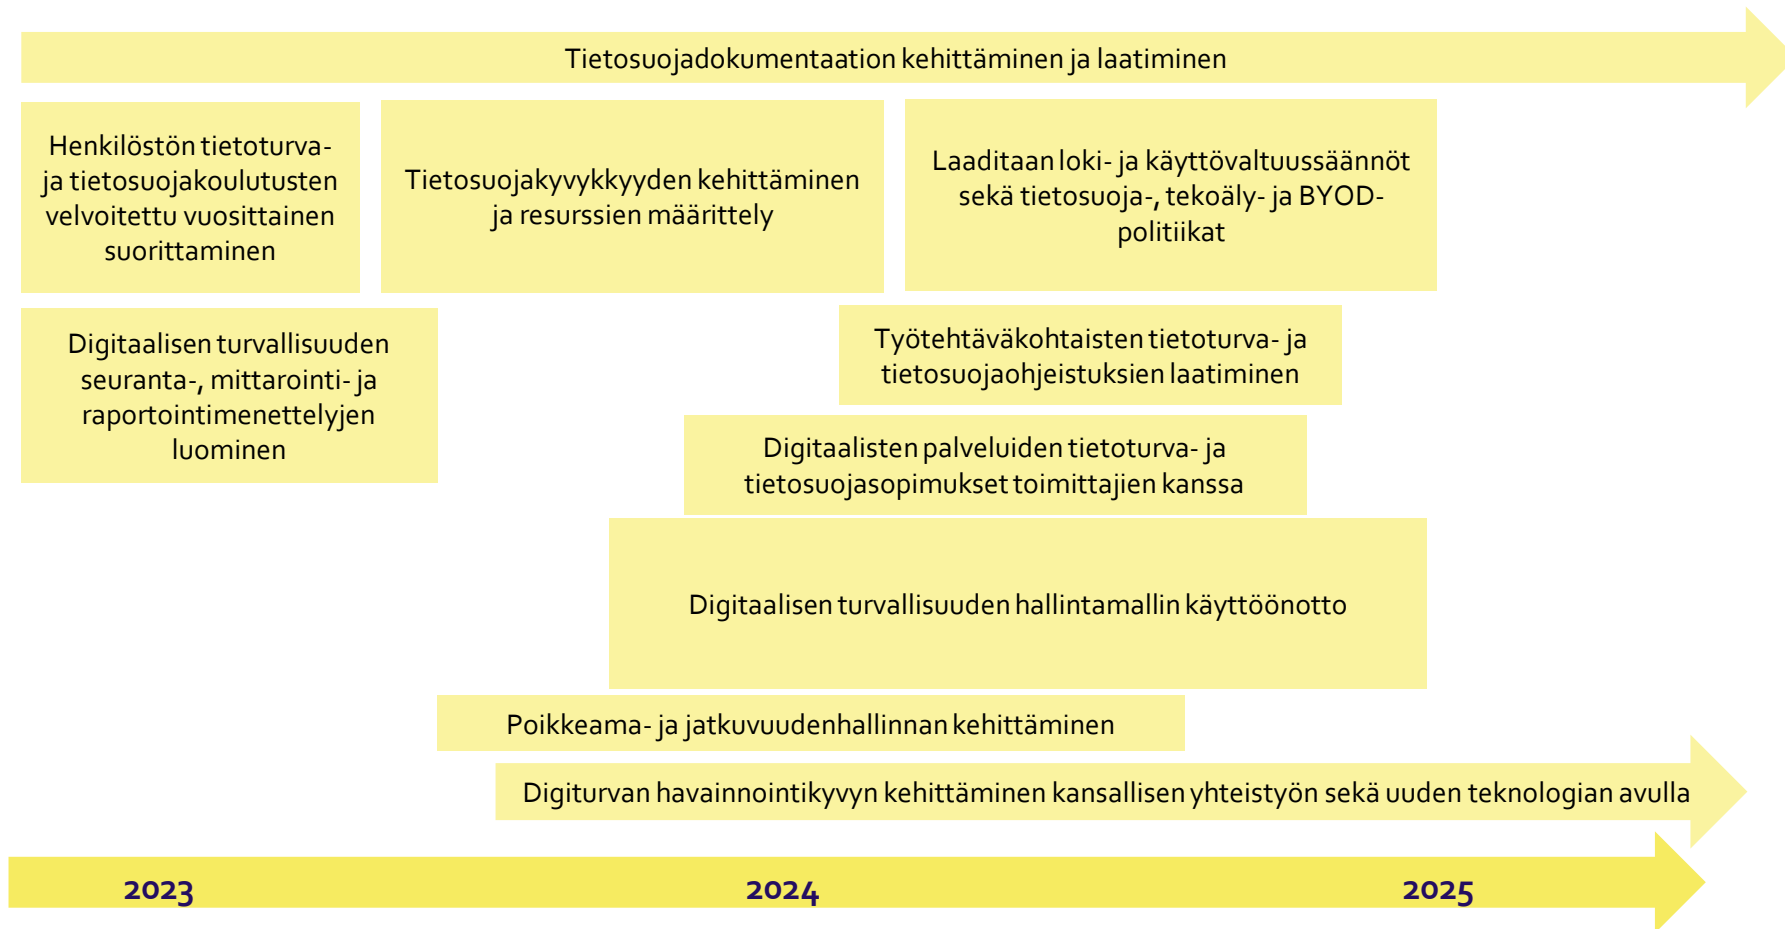 Tietosuojadokumentaation kehittäminen ja laatiminen
Henkilöstön tietoturva-
ja tietosuojakoulutusten
velvoitettu vuosittainen
suorittaminen
Tietosuojakyvykkyyden kehittäminen
ja resurssien määrittely
Laaditaan loki- ja käyttövaltuussäännöt
sekä tietosuoja-, tekoäly- ja BYOD-
politiikat
Digitaalisen turvallisuuden
seuranta-, mittarointi- ja
raportointimenettelyjen
luominen
Työtehtäväkohtaisten tietoturva- ja
tietosuojaohjeistuksien laatiminen
Digitaalisten palveluiden tietoturva- ja
tietosuojasopimukset toimittajien kanssa
Digitaalisen turvallisuuden hallintamallin käyttöönotto
Poikkeama- ja jatkuvuudenhallinnan kehittäminen
Digiturvan havainnointikyvyn kehittäminen kansallisen yhteistyön sekä uuden teknologian avulla
2023
2024
2025